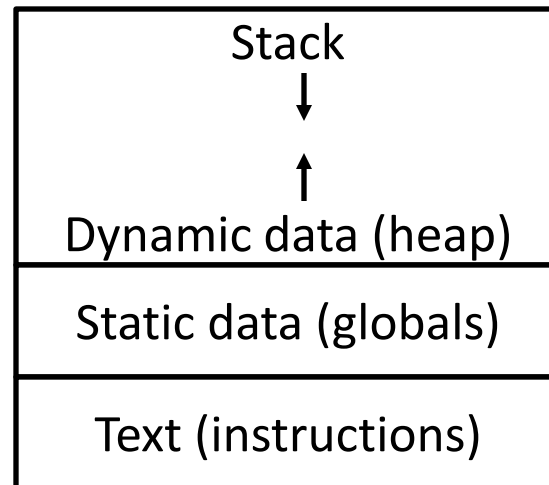 Stack
Dynamic data (heap)
Static data (globals)
Text (instructions)